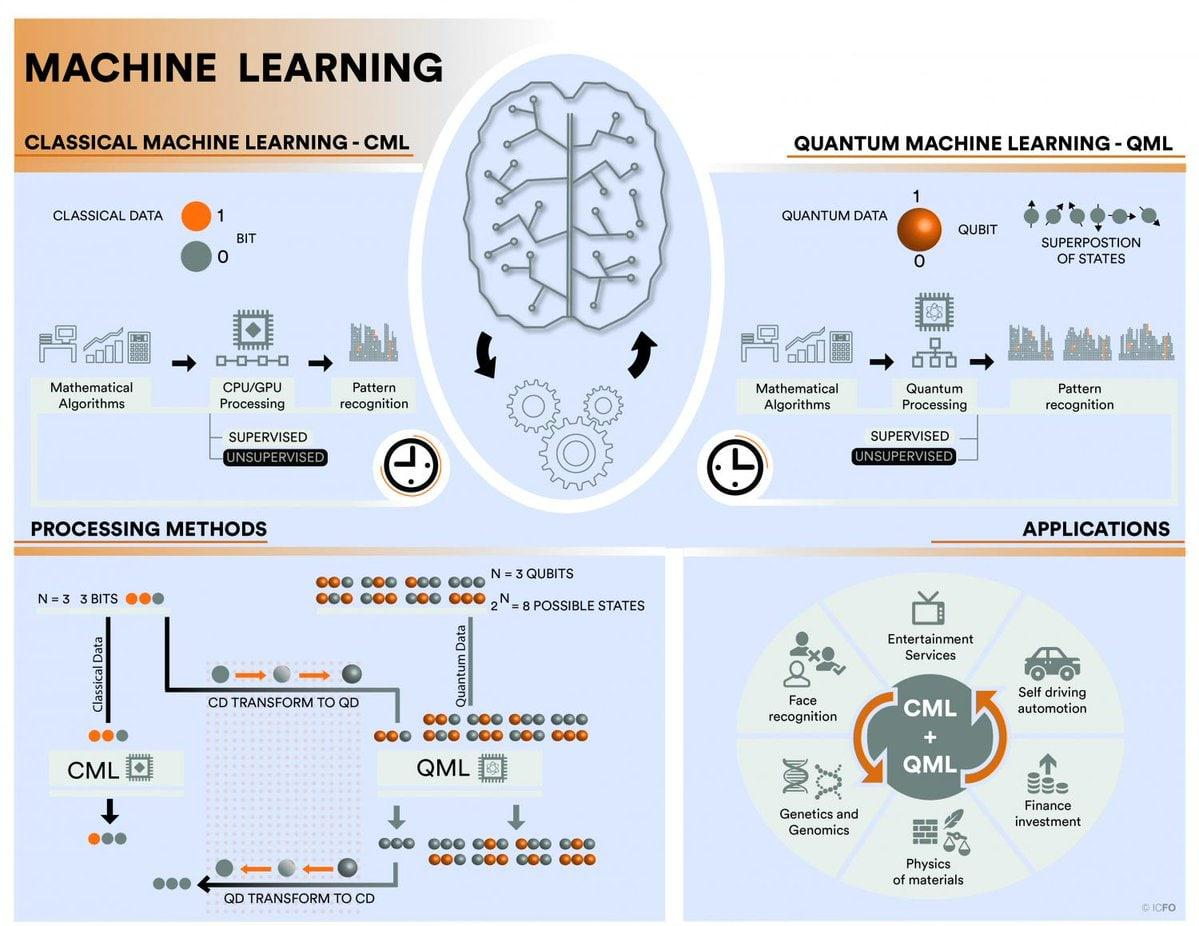 MACHINE LEARNING
CLASSICAL MACHINE LEARNING - CML
CLASSICAL DATA
1
BIT
0
Mathematical
Algorithms
CPU/GPU
Processing
Pattern
recognition
SUPERVISED
UNSUPERVISED
QUANTUM MACHINE LEARNING - QML
QUANTUM DATA
1
QUBIT
0
SUPERPOSTION
OF STATES
Mathematical
Algorithms
Quantum
Processing
Pattern
recognition
SUPERVISED
UNSUPERVISED
PROCESSING METHODS
N = 3 3 BITS
N = 3 QUBITS
2^N = 8 POSSIBLE STATES
Classical Data
Quantum Data
CD TRANSFORM TO QD
CML
QML
QD TRANSFORM TO CD
APPLICATIONS
Entertainment
Services
Self driving
automation
Finance
investment
Physics
of materials
Genetics and
Genomics
Face
recognition
CML
+
QML
© ICFO